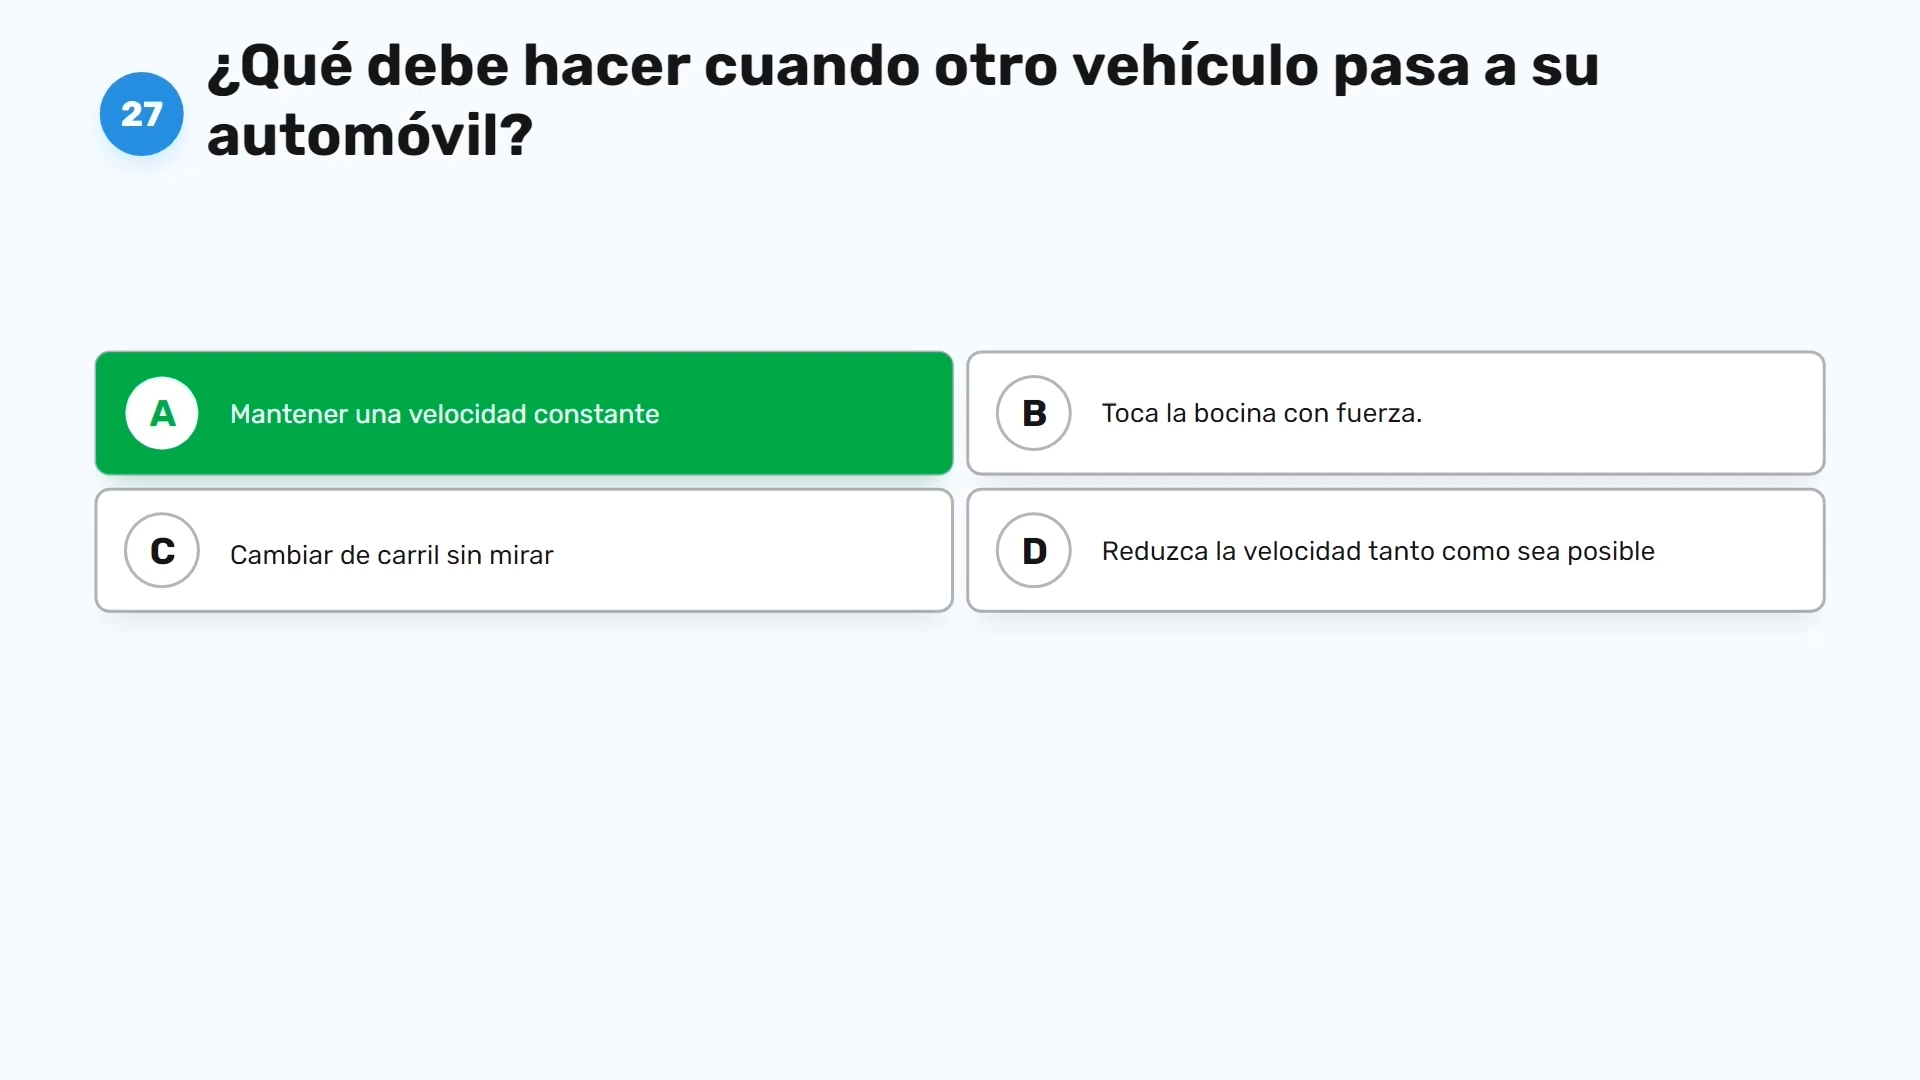 27
¿Qué debe hacer cuando otro vehículo pasa a su
automóvil?
A
Mantener una velocidad constante
B
Toca la bocina con fuerza.
C
Cambiar de carril sin mirar
D
Reduzca la velocidad tanto como sea posible